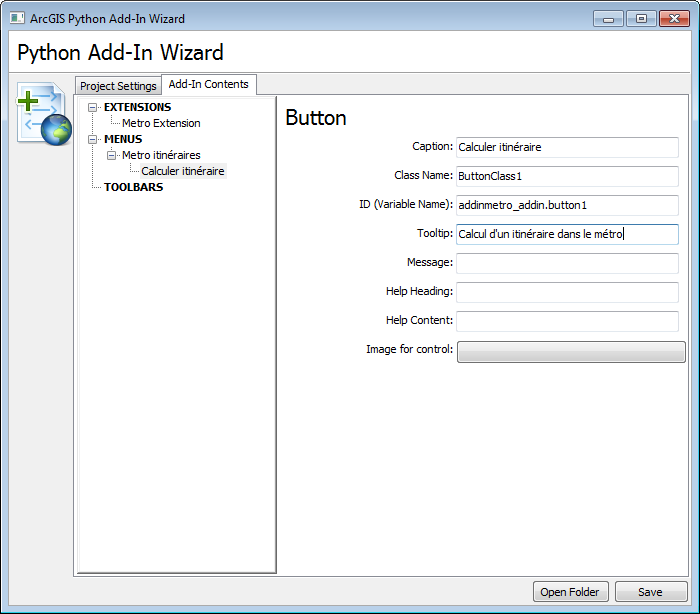 ArcGIS Python Add-In Wizard
Python Add-In Wizard
Project Settings
Add-In Contents
EXTENSIONS
Metro Extension
MENUS
Metro itinéraires
Calculer itinéraire
TOOLBARS
Button
Caption: Calculer itinéraire
Class Name: ButtonClass1
ID (Variable Name): addinmetro_addin.button1
Tooltip: Calcul d'un itinéraire dans le métro
Message:
Help Heading:
Help Content:
Image for control:
Open Folder
Save